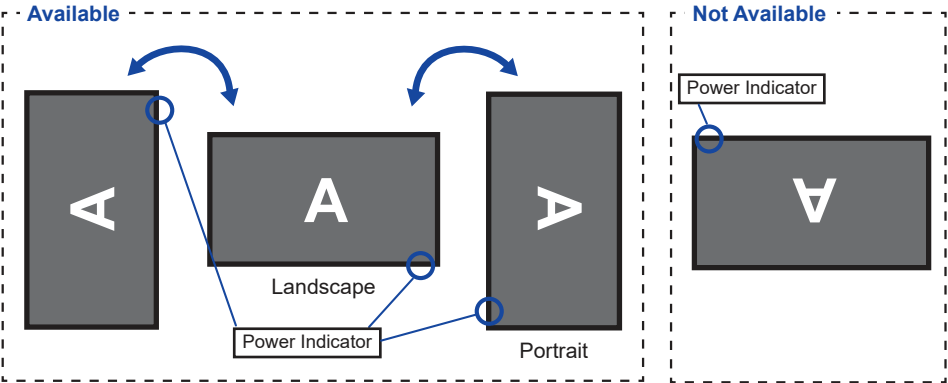 Available
Not Available
Power Indicator
A
A
A
A
Landscape
Power Indicator
Portrait